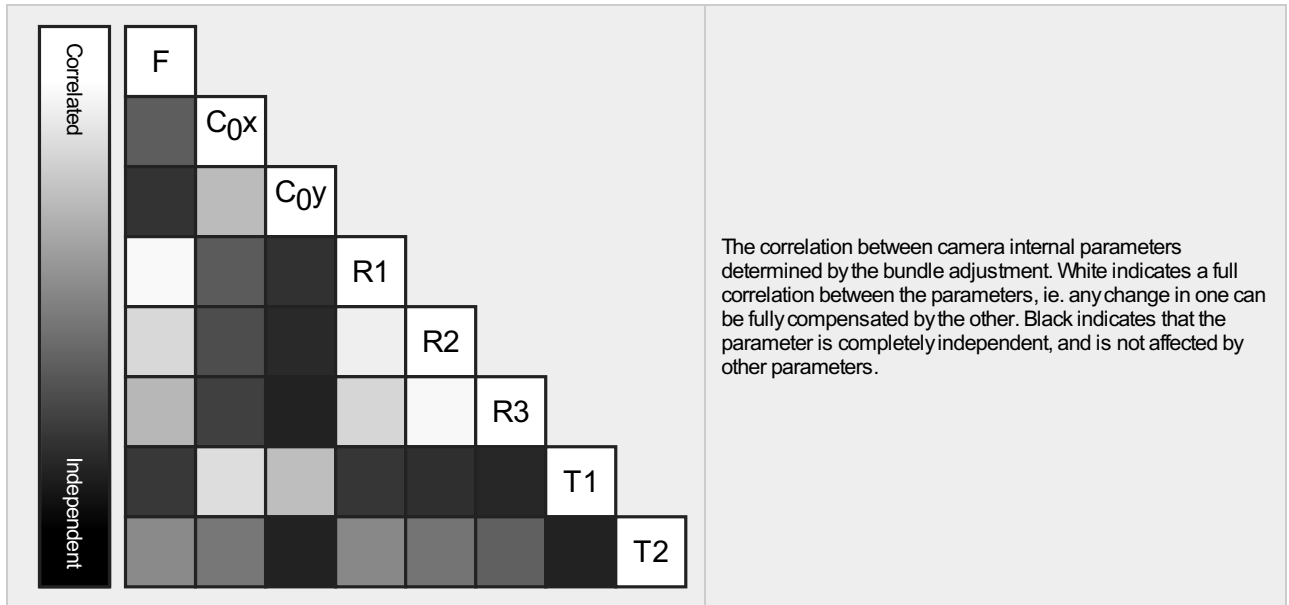 Correlated
Independent
F
C0x
C0y
R1
R2
R3
T1
T2
The correlation between camera internal parameters
determined by the bundle adjustment. White indicates a full
correlation between the parameters, ie. any change in one can
be fully compensated by the other. Black indicates that the
parameter is completely independent, and is not affected by
other parameters.